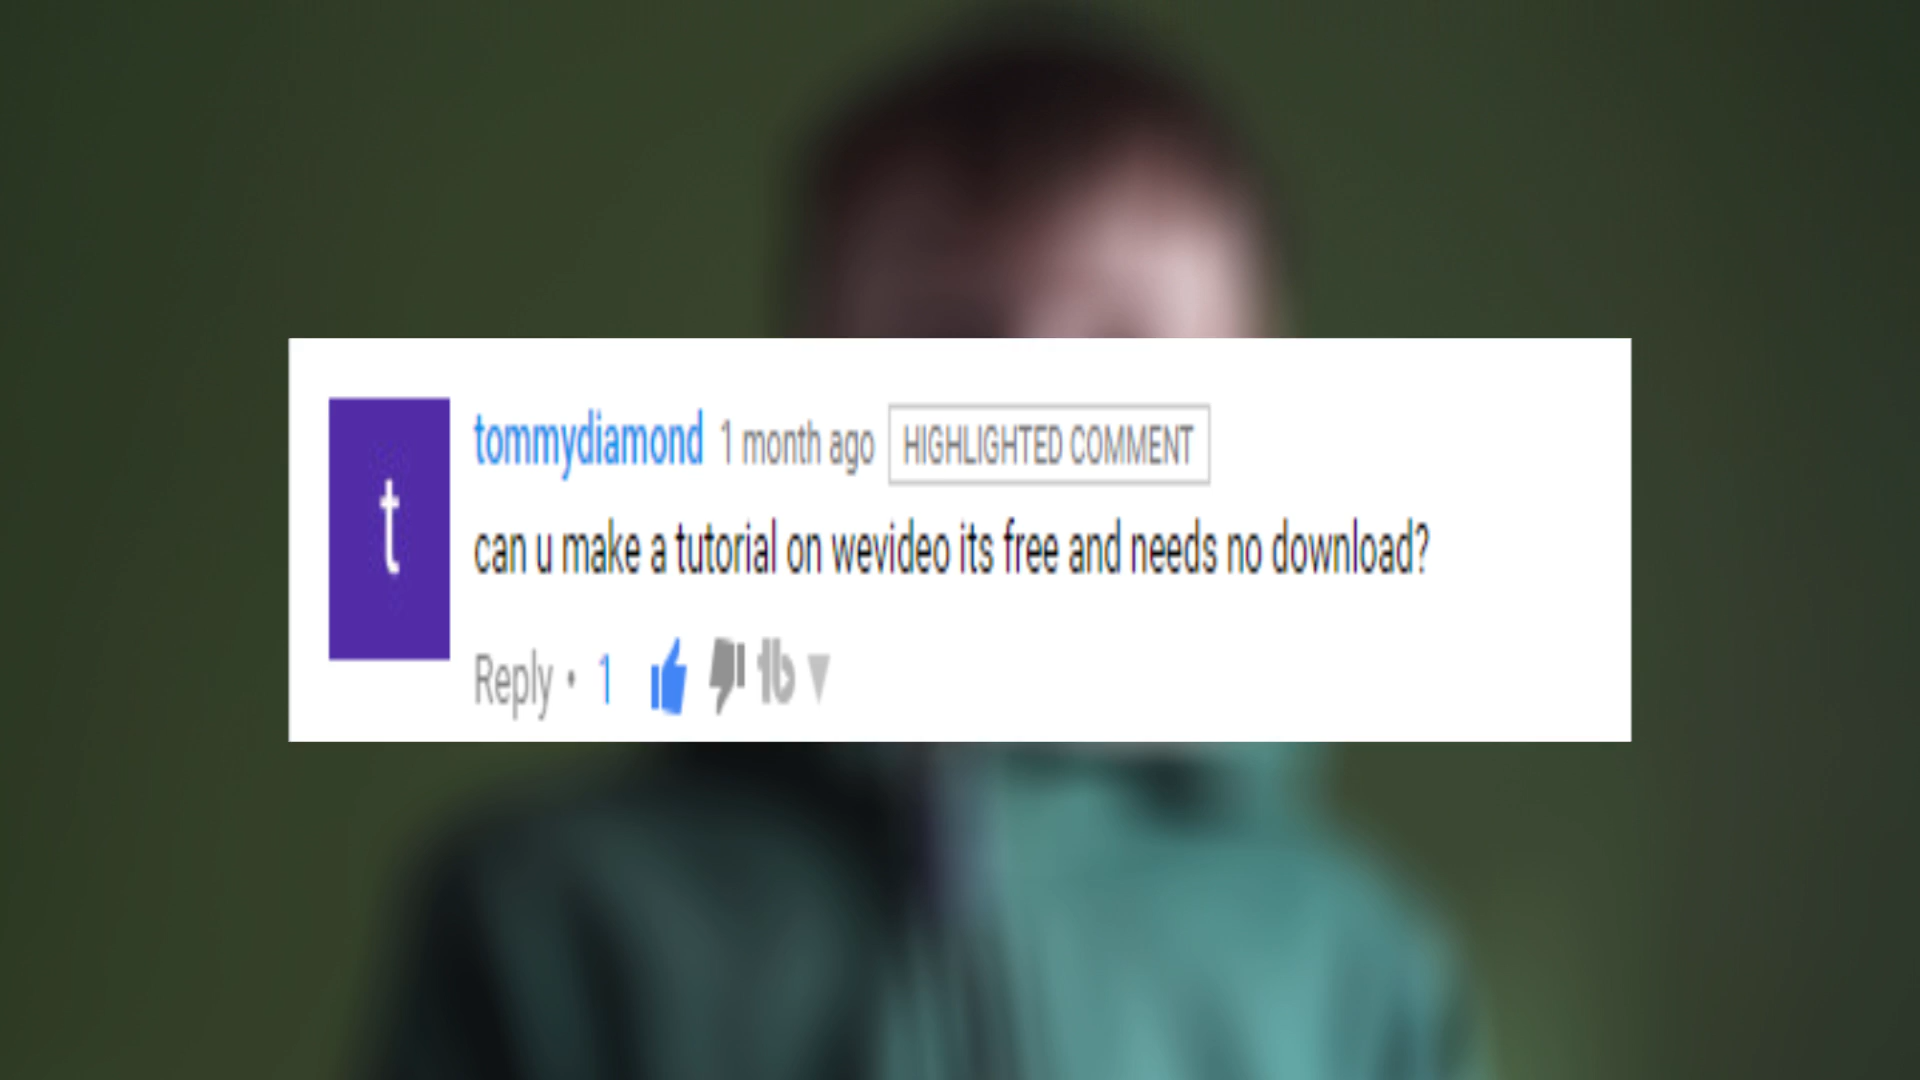 t
tommydiamond 1 month ago HIGHLIGHTED COMMENT
can u make a tutorial on wevideo its free and needs no download?
Reply • 1 tb